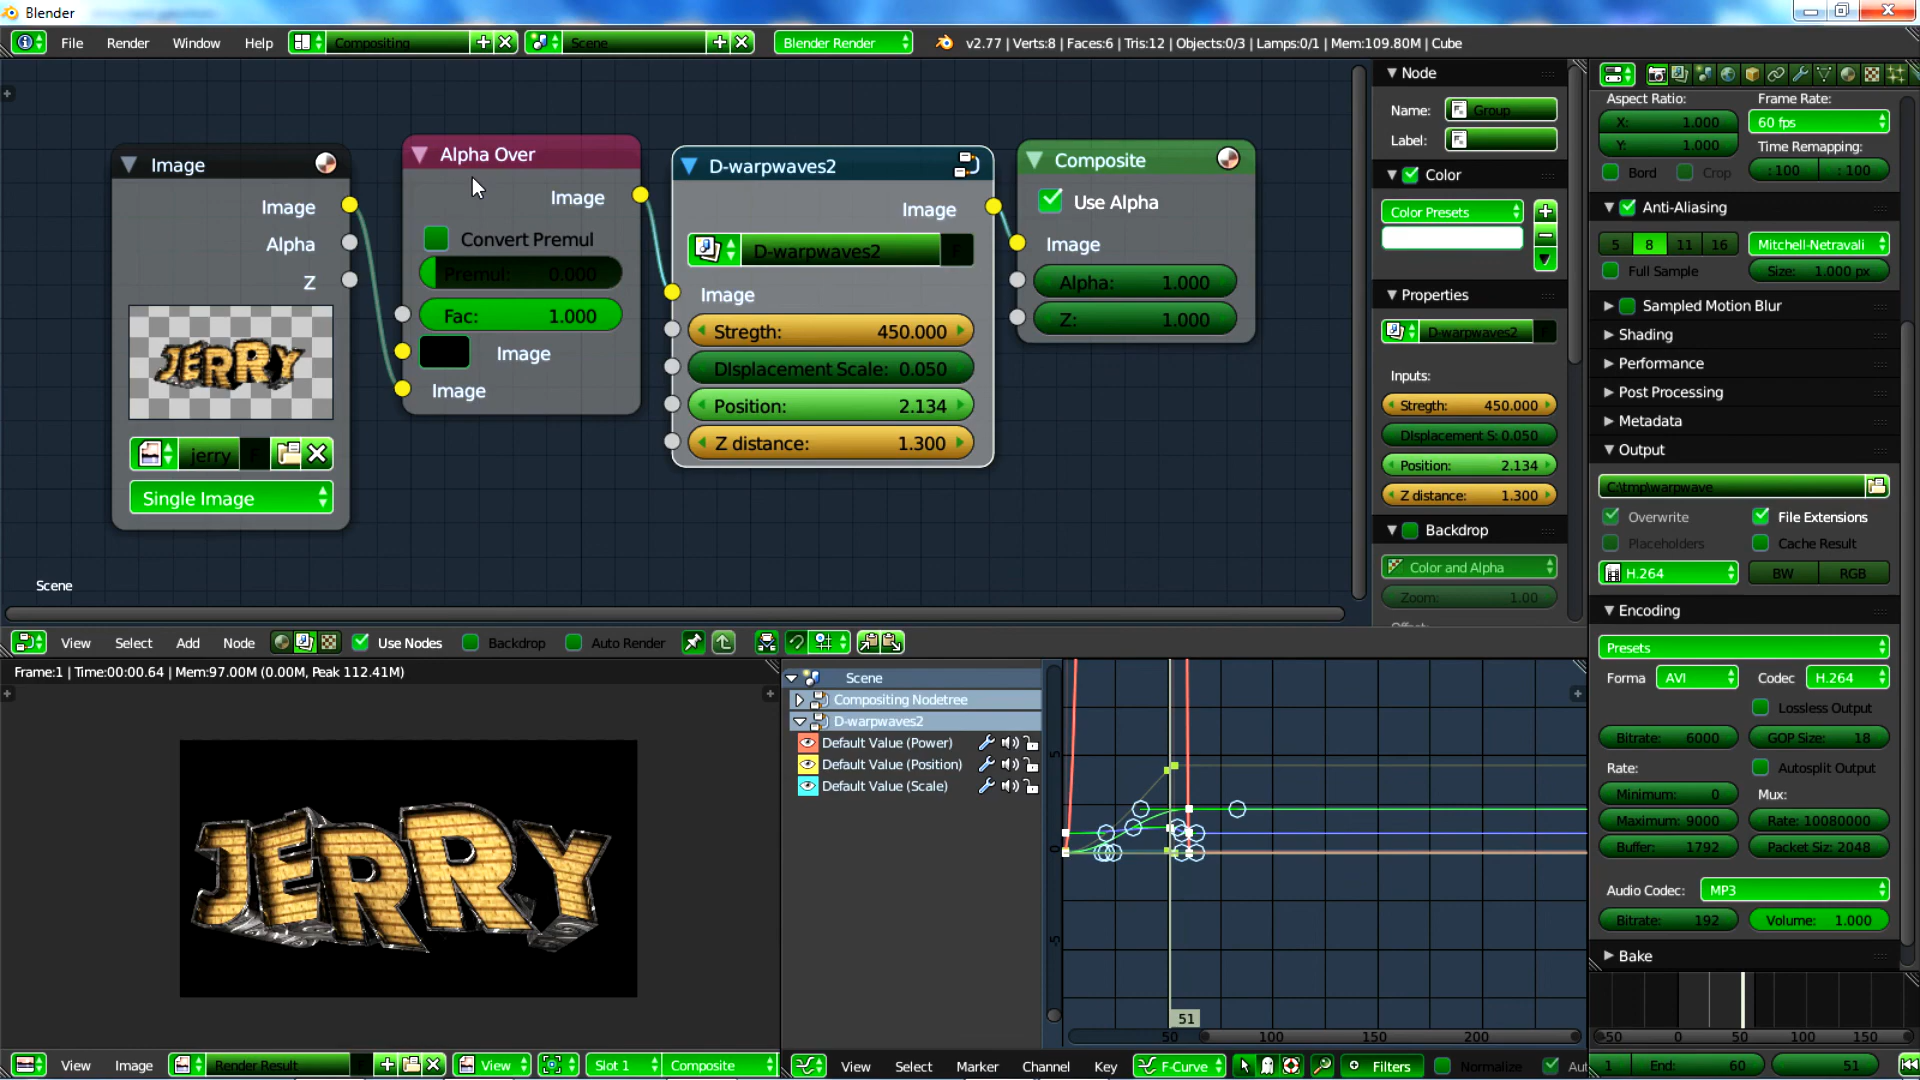 Blender
File Render Window Help Compositing Scene Blender Render v2.77 | Verts:8 | Faces:6 | Tris:12 | Objects:0/3 | Lamps:0/1 | Mem:109.80M | Cube
Image
Image
Alpha
Z
JERRY
jerry F
Single Image
Alpha Over
Image
Convert Premul
Premul: 0.000
Fac: 1.000
Image
Image
D-warpwaves2
Image
D-warpwaves2 F
Image
Stregth: 450.000
DIsplacement Scale: 0.050
Position: 2.134
Z distance: 1.300
Composite
Use Alpha
Image
Alpha: 1.000
Z: 1.000
Scene
Node
Name: Group
Label:
Color
Color Presets
Properties
D-warpwaves2
Inputs:
Stregth: 450.000
DIsplacement S: 0.050
Position: 2.134
Z distance: 1.300
Backdrop
Color and Alpha
Zoom: 1.00
Aspect Ratio: Frame Rate:
X: 1.000 60 fps
Y: 1.000 Time Remapping:
Bord Crop : 100 : 100
Anti-Aliasing
5 8 11 16 Mitchell-Netravali
Full Sample Size: 1.000 px
Sampled Motion Blur
Shading
Performance
Post Processing
Metadata
Output
C:\tmp\warpwave
Overwrite File Extensions
Placeholders Cache Result
H.264 BW RGB
Encoding
Presets
Forma AVI Codec H.264
Lossless Output
Bitrate: 6000 GOP Size: 18
Rate: Autosplit Output
Minimum: 0 Mux:
Maximum: 9000 Rate: 10080000
Buffer: 1792 Packet Siz: 2048
Audio Codec: MP3
Bitrate: 192 Volume: 1.000
Bake
View Select Add Node Use Nodes Backdrop Auto Render
Frame:1 | Time:00:00.64 | Mem:97.00M (0.00M, Peak 112.41M)
JERRY
Scene
Compositing Nodetree
D-warpwaves2
Default Value (Power)
Default Value (Position)
Default Value (Scale)
5
0
-5
51
50 100 150 200
-50 0 50 100 150
View Image Render Result View Slot 1 Composite
View Select Marker Channel Key F-Curve Filters Normalize Au
1 End: 60 51